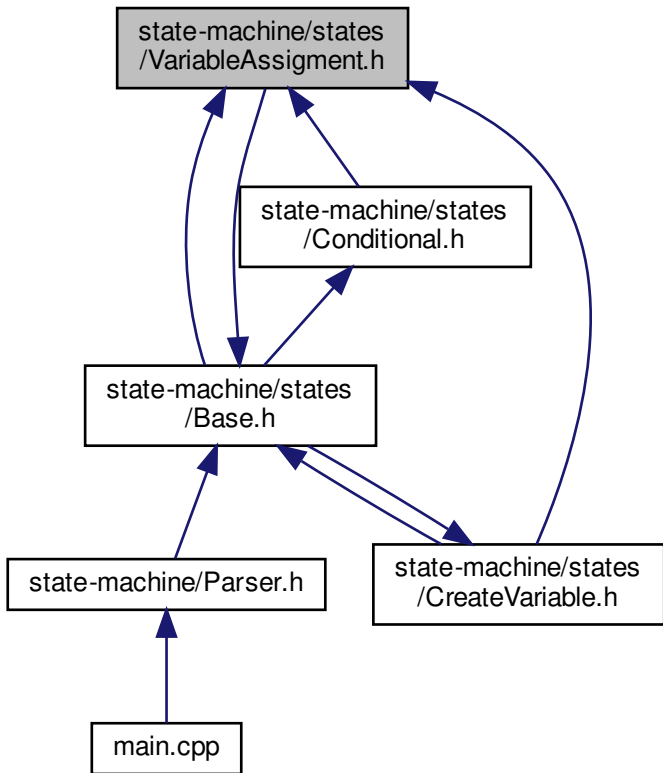 state-machine/states
/VariableAssigment.h
state-machine/states
/Conditional.h
state-machine/states
/Base.h
state-machine/Parser.h
state-machine/states
/CreateVariable.h
main.cpp